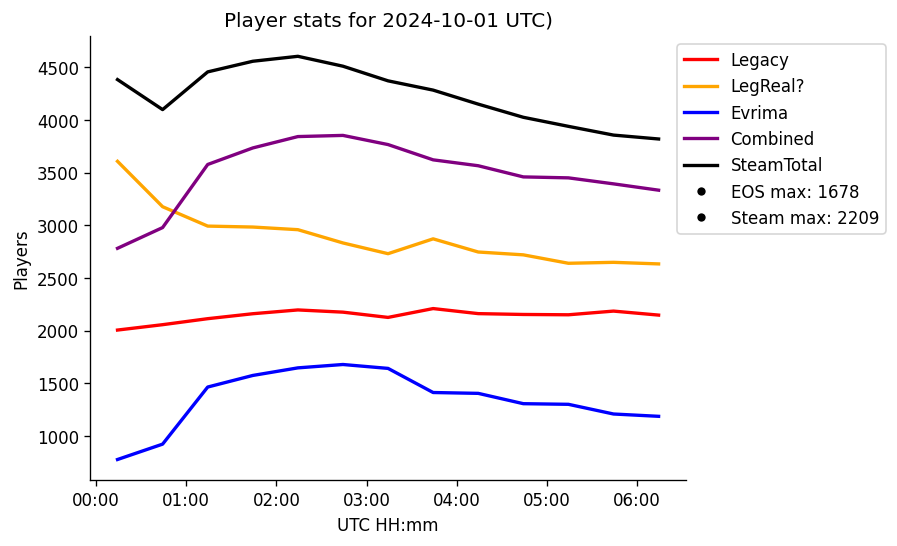 Player stats for 2024-10-01 UTC)
Legacy
LegReal?
Evrima
Combined
SteamTotal
EOS max: 1678
Steam max: 2209
Players
4500
4000
3500
3000
2500
2000
1500
1000
00:00 01:00 02:00 03:00 04:00 05:00 06:00
UTC HH:mm